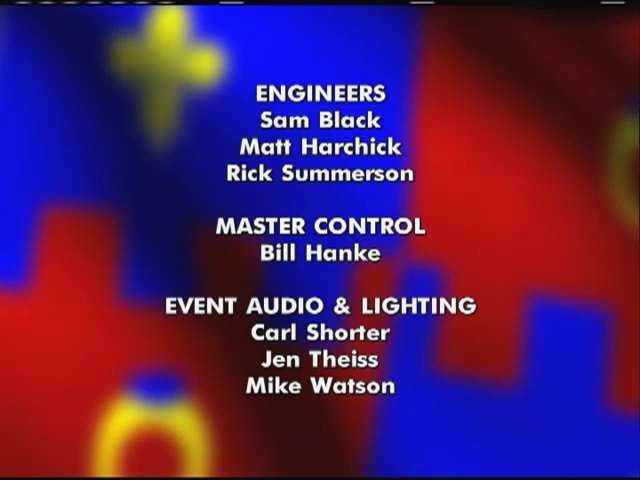 ENGINEERS
Sam Black
Matt Harchick
Rick Summerson
MASTER CONTROL
Bill Hanke
EVENT AUDIO & LIGHTING
Carl Shorter
Jen Theiss
Mike Watson